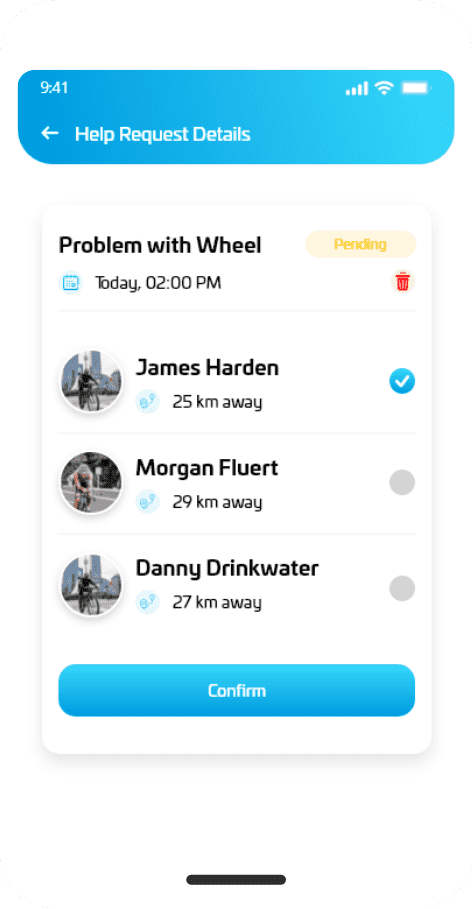 9:41
Help Request Details
Problem with Wheel
Pending
Today, 02:00 PM
James Harden
25 km away
Morgan Fluert
29 km away
Danny Drinkwater
27 km away
Confirm